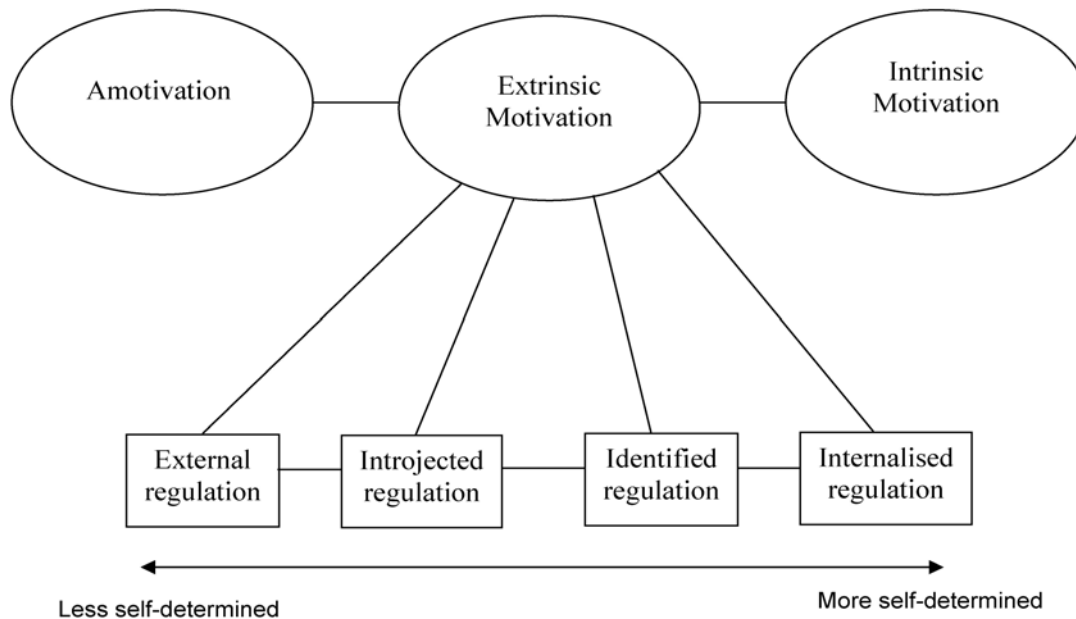 Amotivation
Extrinsic
Motivation
Intrinsic
Motivation
External
regulation
Introjected
regulation
Identified
regulation
Internalised
regulation
Less self-determined
More self-determined